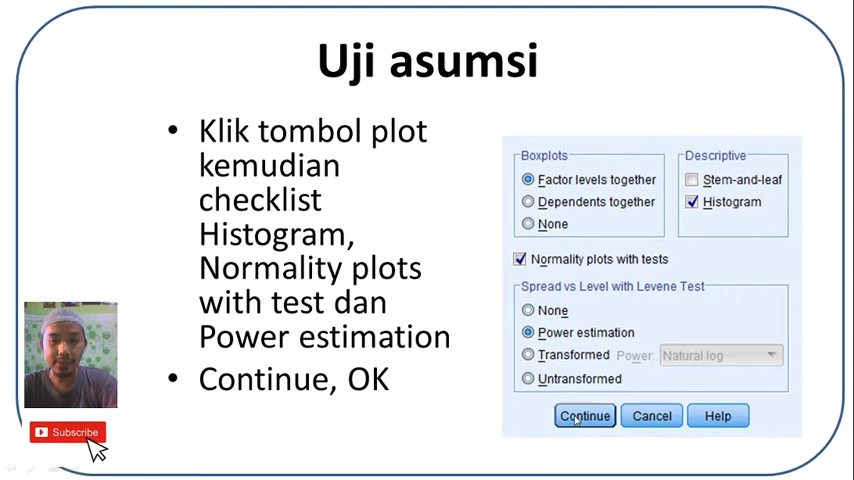 Uji asumsi
• Klik tombol plot
kemudian
checklist
Histogram,
Normality plots
with test dan
Power estimation
• Continue, OK
Boxplots
Factor levels together
Dependents together
None
Descriptive
Stem-and-leaf
Histogram
Normality plots with tests
Spread vs Level with Levene Test
None
Power estimation
Transformed Power: Natural log
Untransformed
Continue Cancel Help
Subscribe